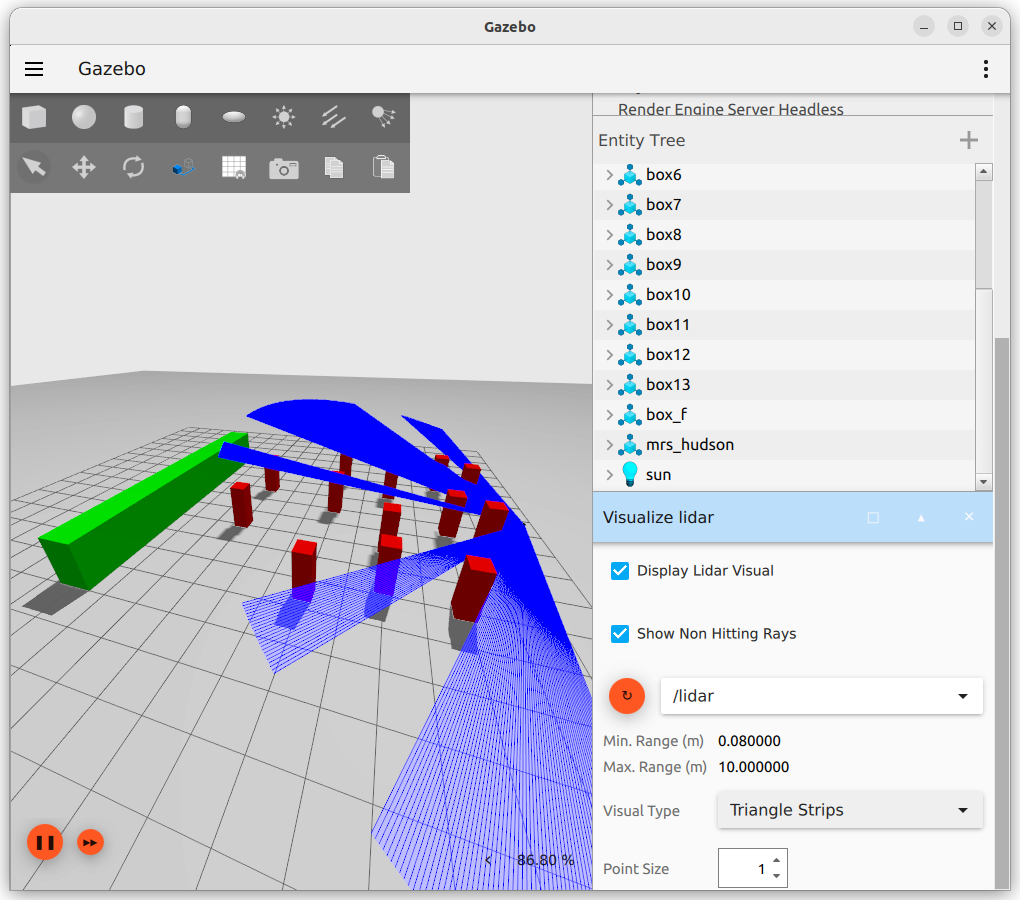 Gazebo
Gazebo
Render Engine Server Headless
Entity Tree
box6
box7
box8
box9
box10
box11
box12
box13
box_f
mrs_hudson
sun
Visualize lidar
Display Lidar Visual
Show Non Hitting Rays
/lidar
Min. Range (m) 0.080000
Max. Range (m) 10.000000
Visual Type Triangle Strips
86.80 %
Point Size 1